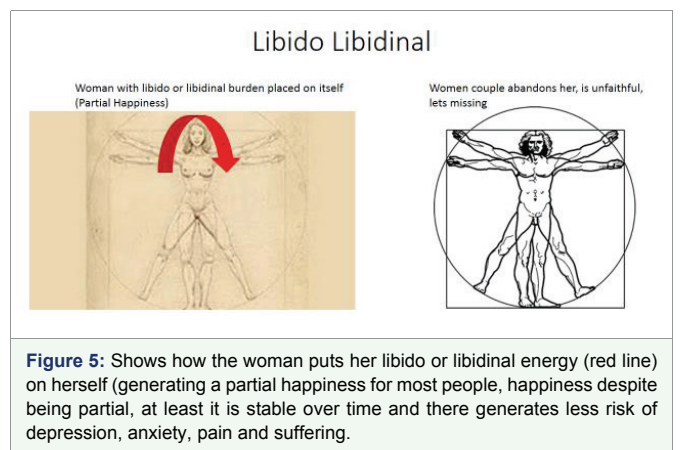 Libido Libidinal
Woman with libido or libidinal burden placed on itself
(Partial Happiness)
Women couple abandons her, is unfaithful,
lets missing
Figure 5: Shows how the woman puts her libido or libidinal energy (red line)
on herself (generating a partial happiness for most people, happiness despite
being partial, at least it is stable over time and there generates less risk of
depression, anxiety, pain and suffering.